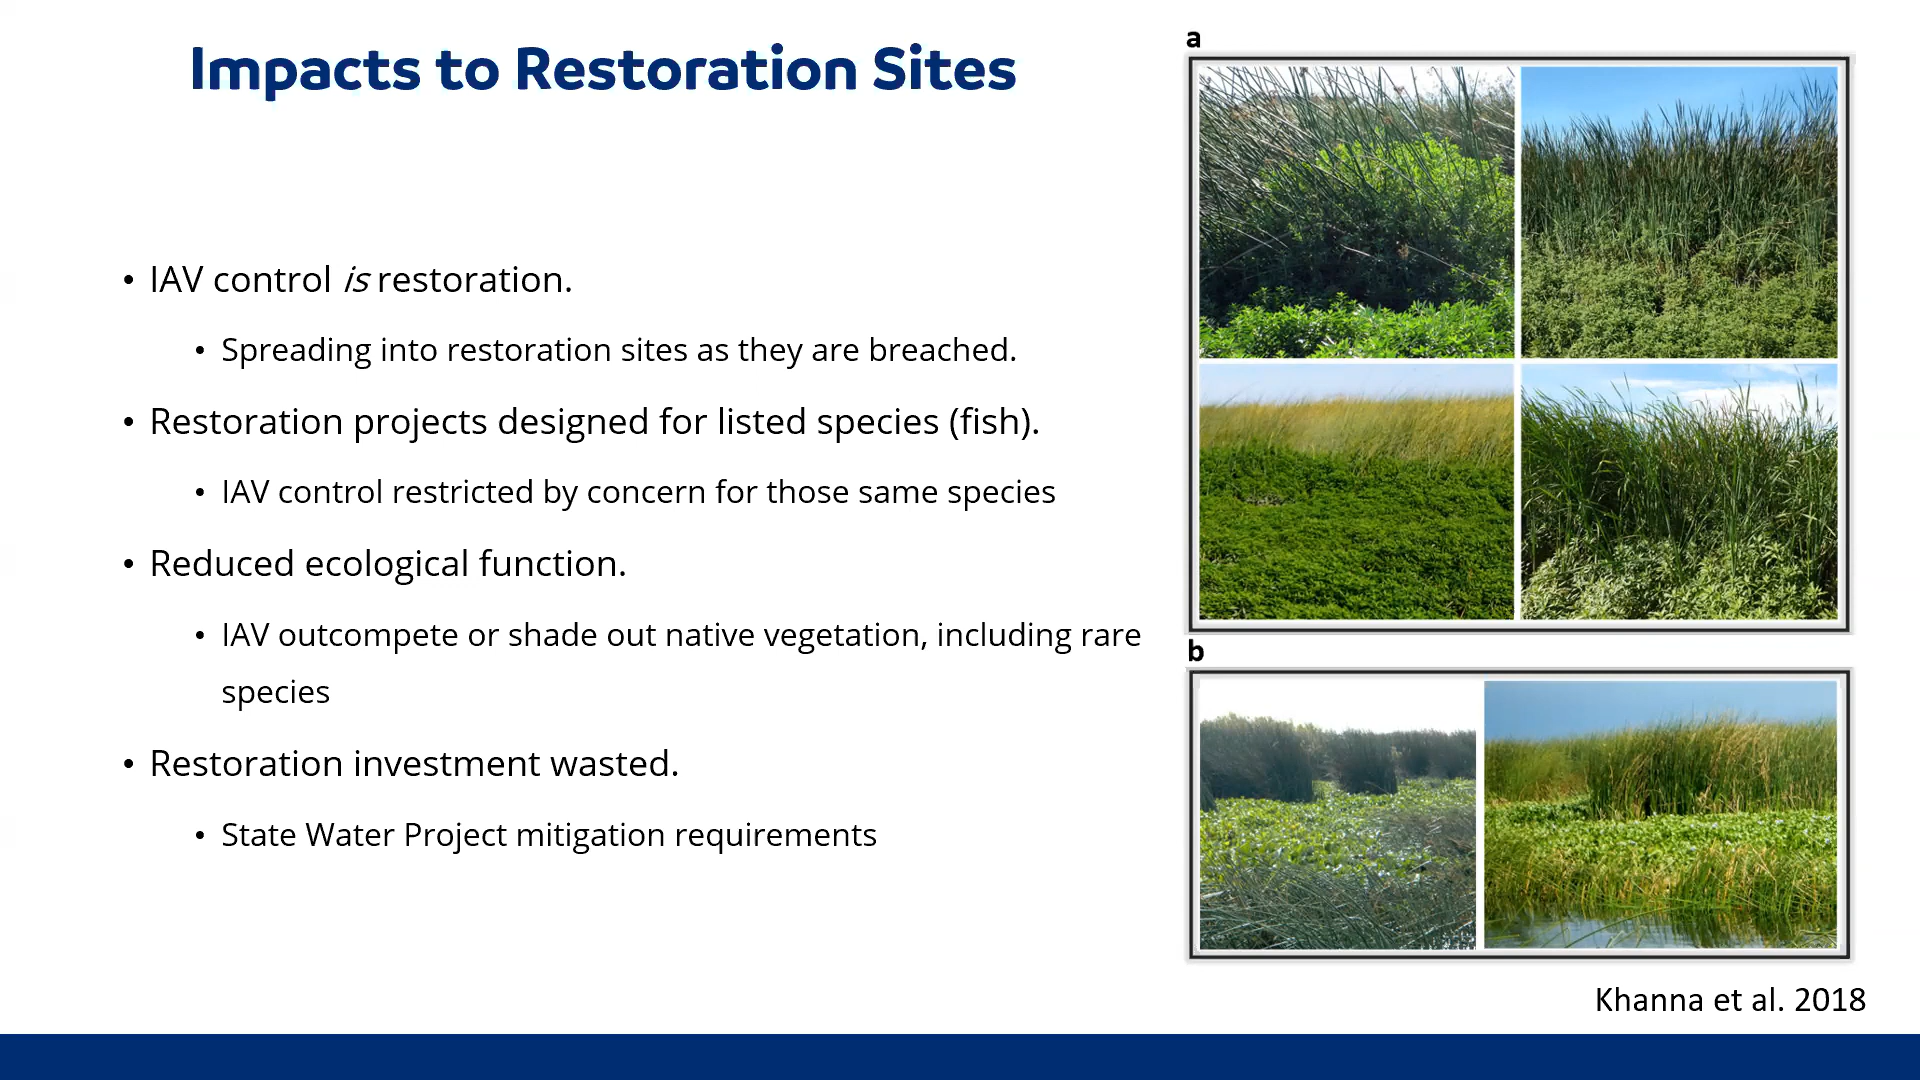 Impacts to Restoration Sites
• IAV control is restoration.
• Spreading into restoration sites as they are breached.
• Restoration projects designed for listed species (fish).
• IAV control restricted by concern for those same species
• Reduced ecological function.
• IAV outcompete or shade out native vegetation, including rare
species
• Restoration investment wasted.
• State Water Project mitigation requirements
a
b
Khanna et al. 2018